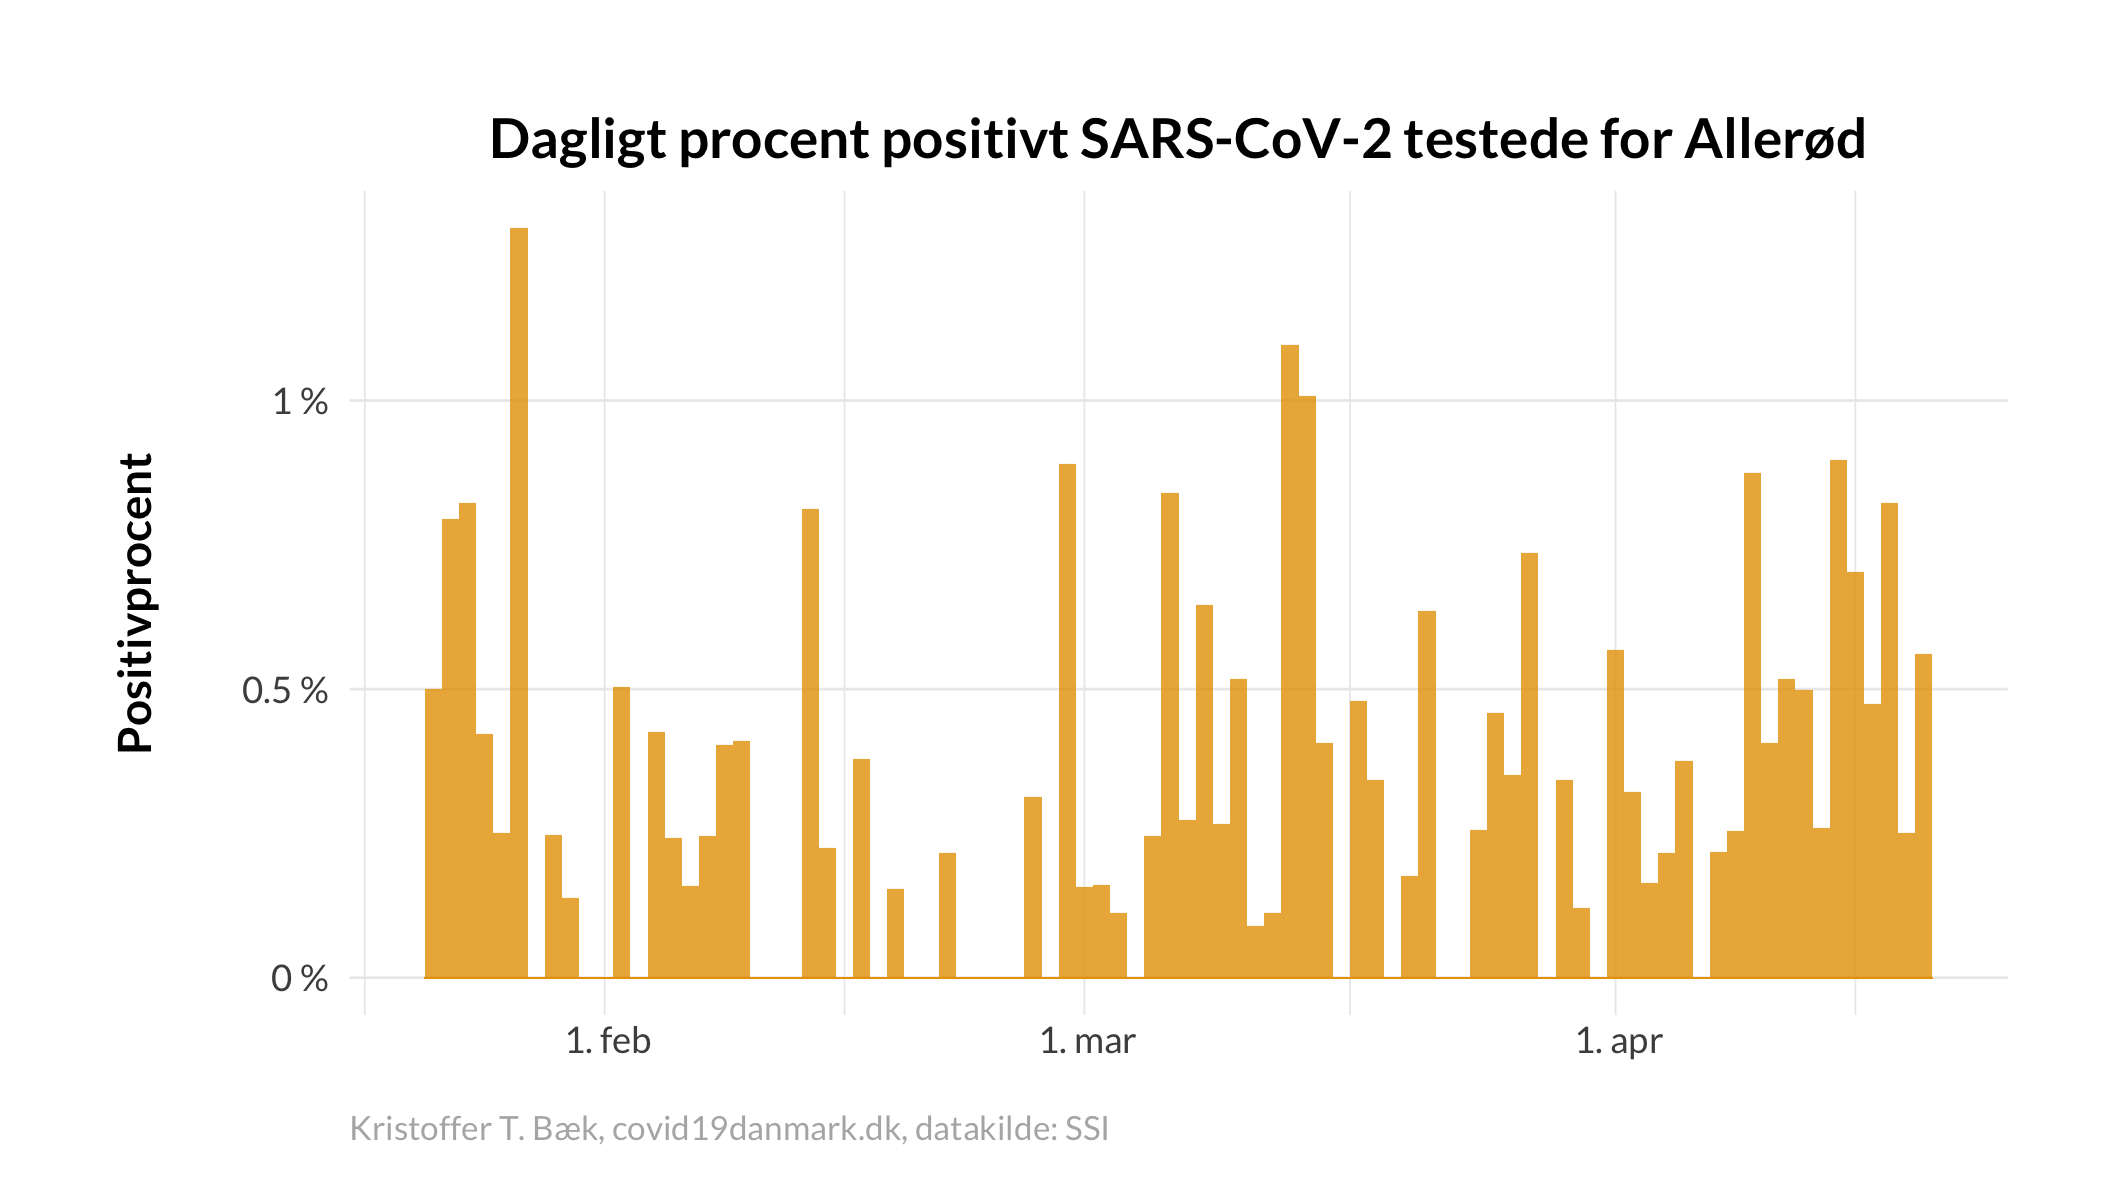 Dagligt procent positivt SARS-CoV-2 testede for Allerød
Positivprocent
1 %
0.5 %
0 %
1. feb
1. mar
1. apr
Kristoffer T. Bæk, covid19danmark.dk, datakilde: SSI